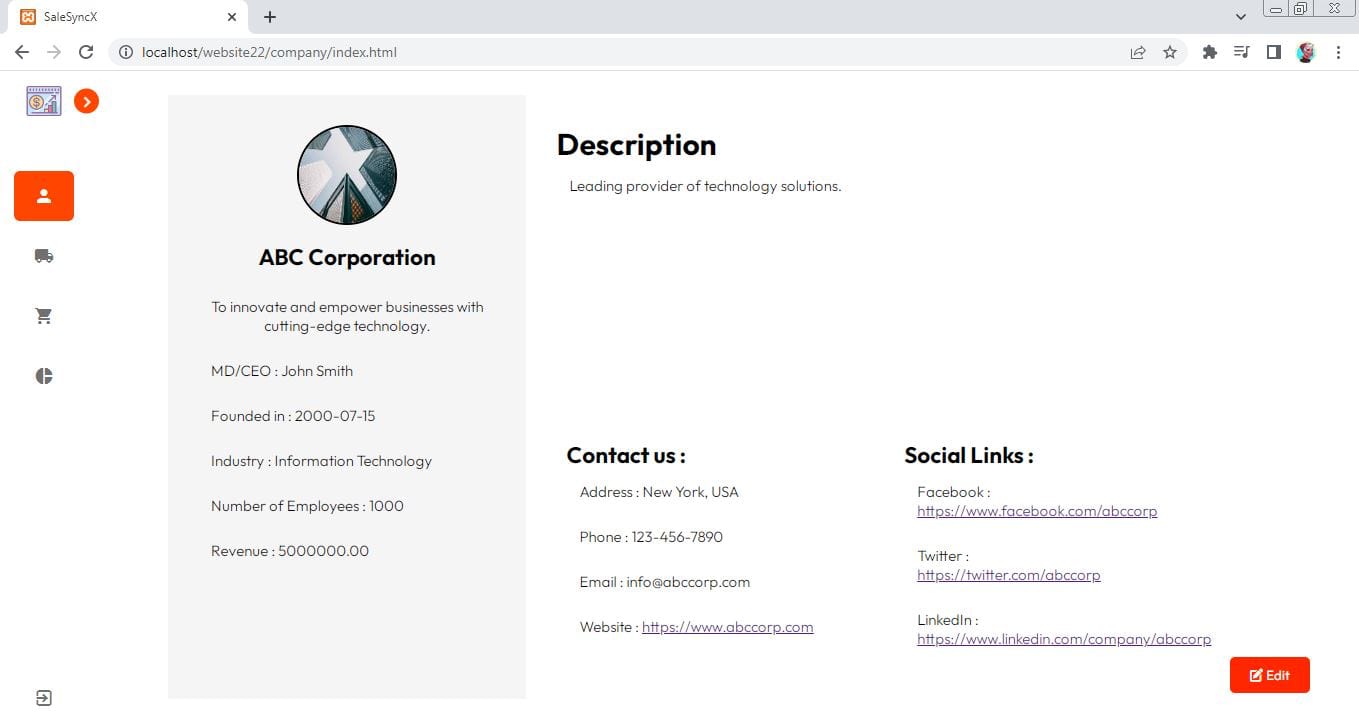 SaleSyncX
localhost/website22/company/index.html
ABC Corporation
To innovate and empower businesses with
cutting-edge technology.
MD/CEO : John Smith
Founded in : 2000-07-15
Industry : Information Technology
Number of Employees : 1000
Revenue : 5000000.00
Description
Leading provider of technology solutions.
Contact us :
Address : New York, USA
Phone : 123-456-7890
Email : info@abccorp.com
Website : https://www.abccorp.com
Social Links :
Facebook :
https://www.facebook.com/abccorp
Twitter :
https://twitter.com/abccorp
LinkedIn :
https://www.linkedin.com/company/abccorp
Edit